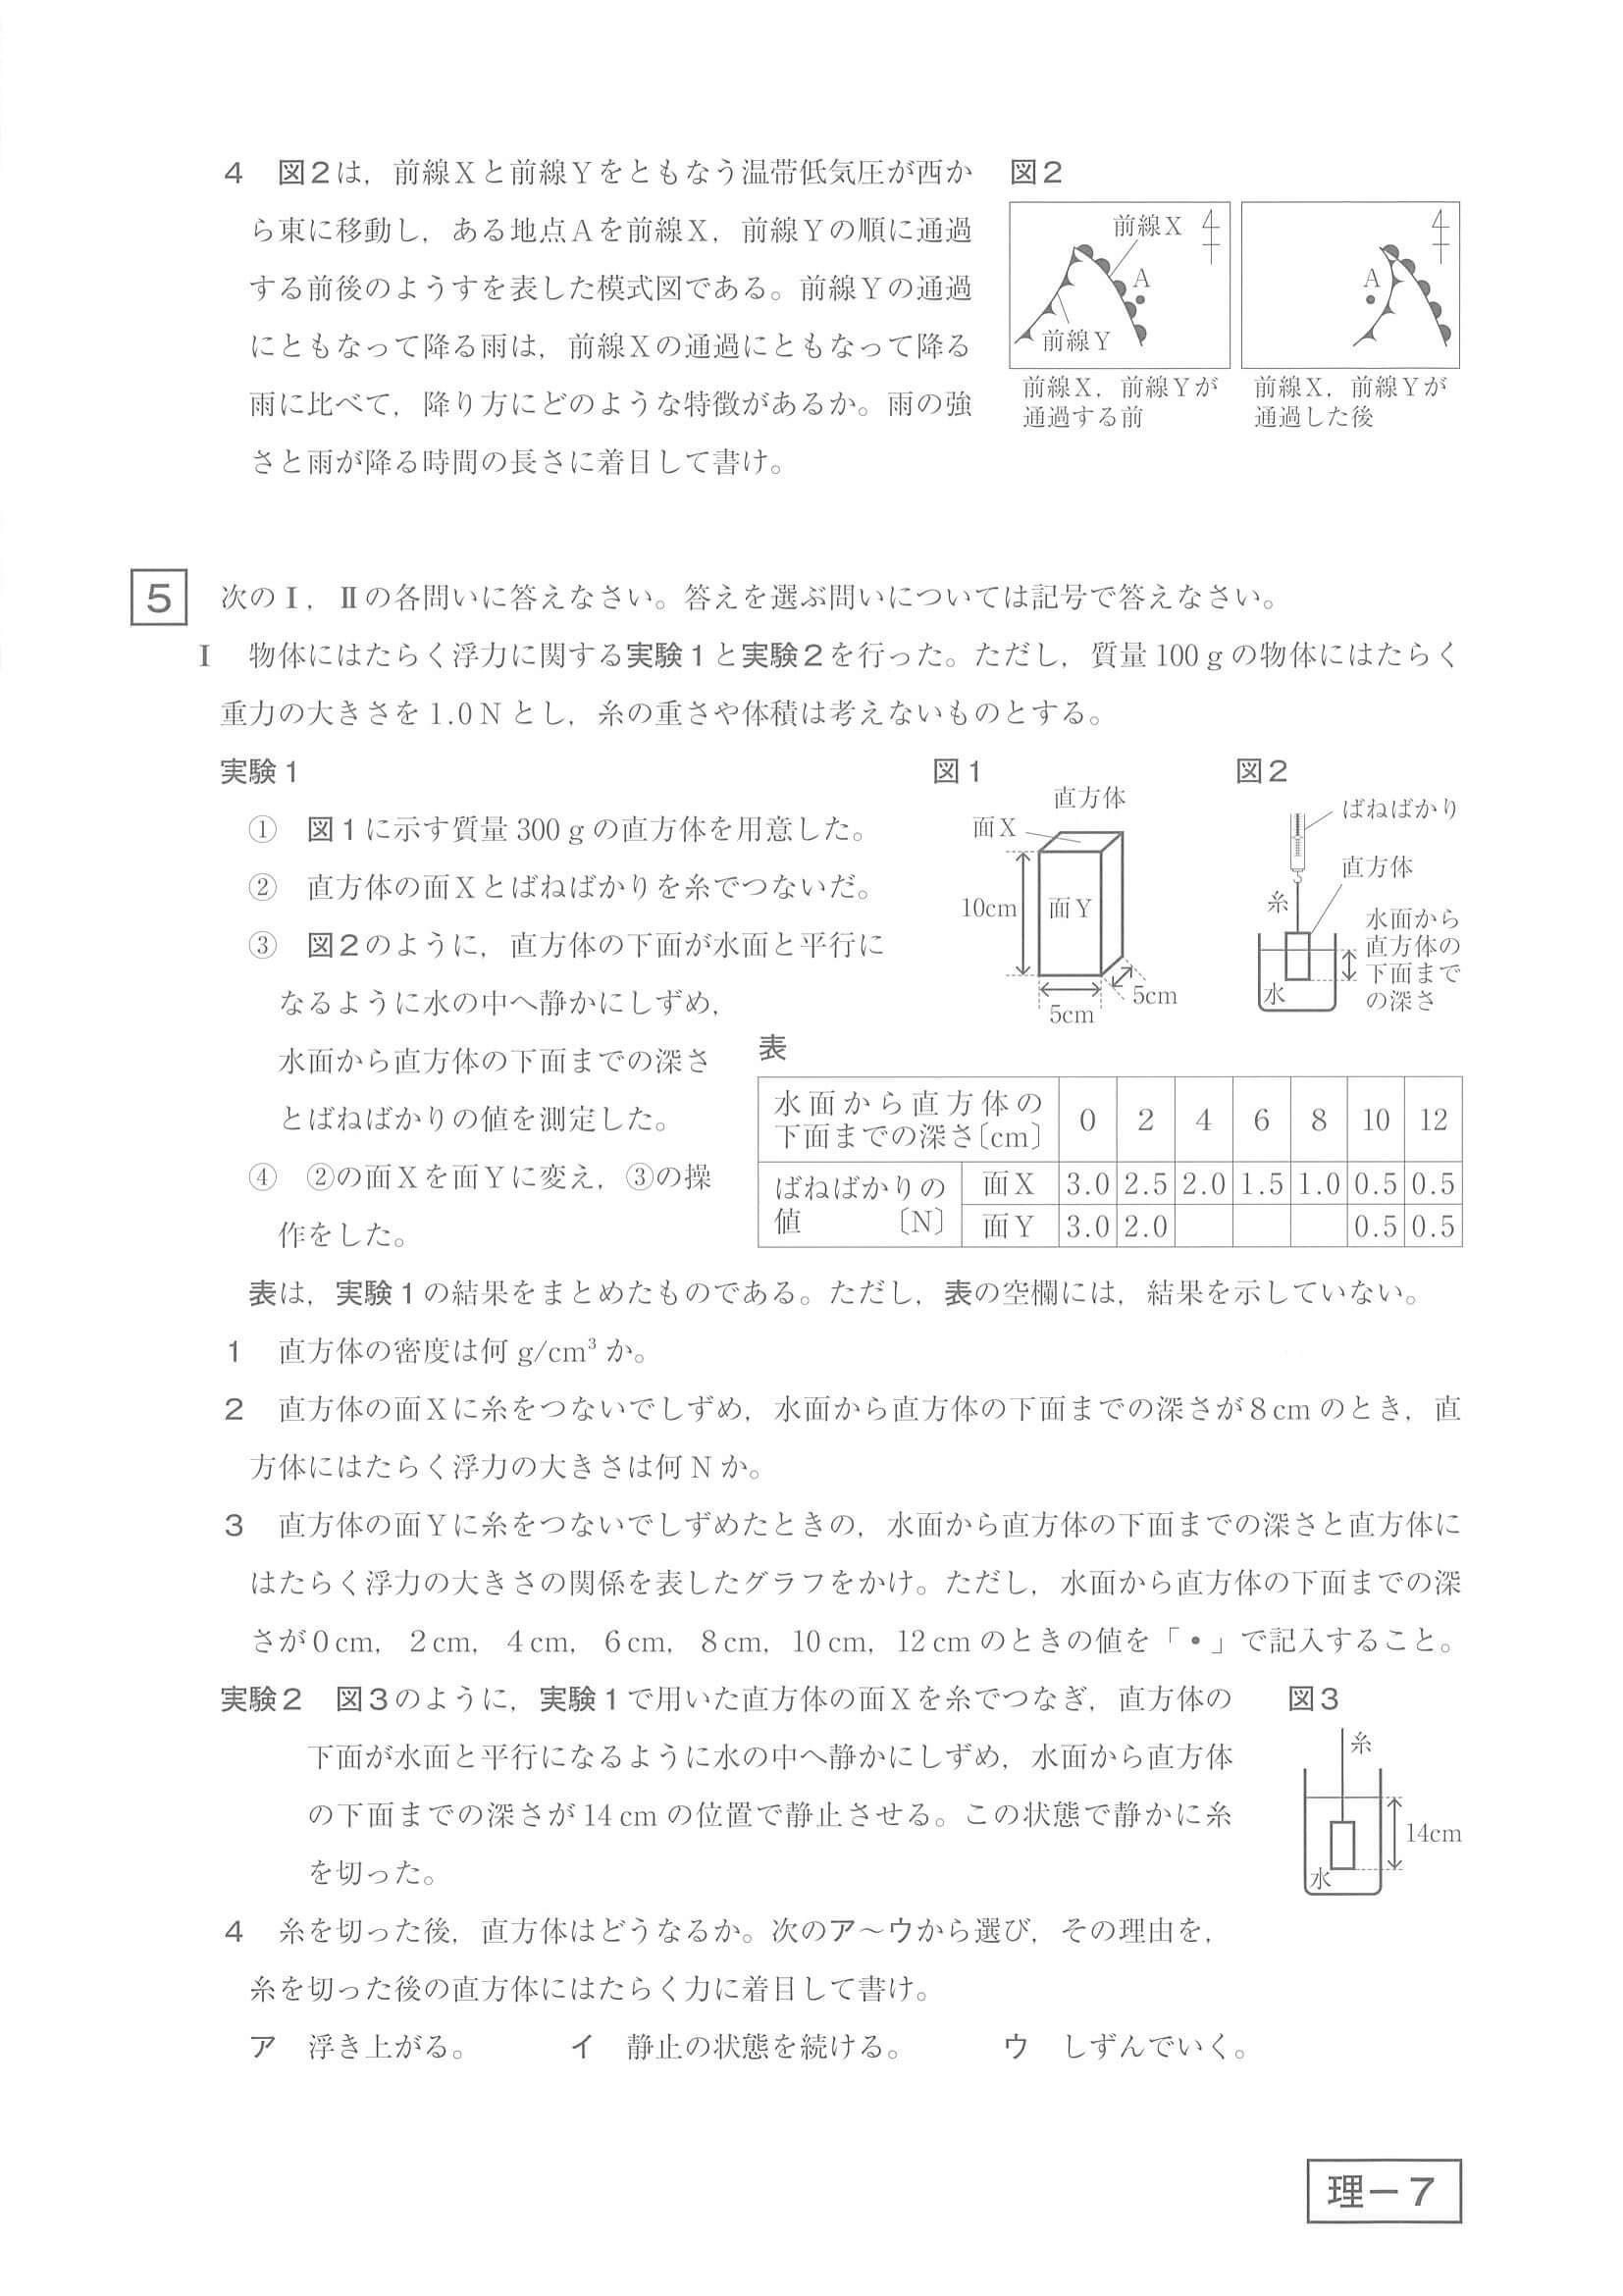 4 図2は，前線Xと前線Yをともなう温帯低気圧が西か
ら東に移動し，ある地点Aを前線X，前線Yの順に通過
する前後のようすを表した模式図である。前線Yの通過
にともなって降る雨は，前線Xの通過にともなって降る
雨に比べて，降り方にどのような特徴があるか。雨の強
さと雨が降る時間の長さに着目して書け。
図2
前線X
A
前線Y
前線X，前線Yが
通過する前
A
前線X，前線Yが
通過した後
5 次のⅠ，Ⅱの各問いに答えなさい。答えを選ぶ問いについては記号で答えなさい。
Ⅰ 物体にはたらく浮力に関する実験1と実験2を行った。ただし，質量100gの物体にはたらく
重力の大きさを1.0Nとし，糸の重さや体積は考えないものとする。
実験1
① 図1に示す質量300gの直方体を用意した。
② 直方体の面Xとばねばかりを糸でつないだ。
③ 図2のように，直方体の下面が水面と平行に
なるように水の中へ静かにしずめ，
水面から直方体の下面までの深さ
とばねばかりの値を測定した。
④ ②の面Xを面Yに変え，③の操
作をした。
図1
直方体
面X
10cm
面Y
5cm
5cm
図2
ばねばかり
直方体
糸
水面から
直方体の
下面まで
の深さ
水
表
水面から直方体の
下面までの深さ〔cm〕 0 2 4 6 8 10 12
ばねばかりの
値 〔N〕
面X 3.0 2.5 2.0 1.5 1.0 0.5 0.5
面Y 3.0 2.0 0.5 0.5
表は，実験1の結果をまとめたものである。ただし，表の空欄には，結果を示していない。
1 直方体の密度は何g/cm³か。
2 直方体の面Xに糸をつないでしずめ，水面から直方体の下面までの深さが8cmのとき，直
方体にはたらく浮力の大きさは何Nか。
3 直方体の面Yに糸をつないでしずめたときの，水面から直方体の下面までの深さと直方体に
はたらく浮力の大きさの関係を表したグラフをかけ。ただし，水面から直方体の下面までの深
さが0cm，2cm，4cm，6cm，8cm，10cm，12cmのときの値を「•」で記入すること。
実験2 図3のように，実験1で用いた直方体の面Xを糸でつなぎ，直方体の
下面が水面と平行になるように水の中へ静かにしずめ，水面から直方体
の下面までの深さが14cmの位置で静止させる。この状態で静かに糸
を切った。
図3
糸
14cm
水
4 糸を切った後，直方体はどうなるか。次のア～ウから選び，その理由を，
糸を切った後の直方体にはたらく力に着目して書け。
ア 浮き上がる。 イ 静止の状態を続ける。 ウ しずんでいく。
理－7